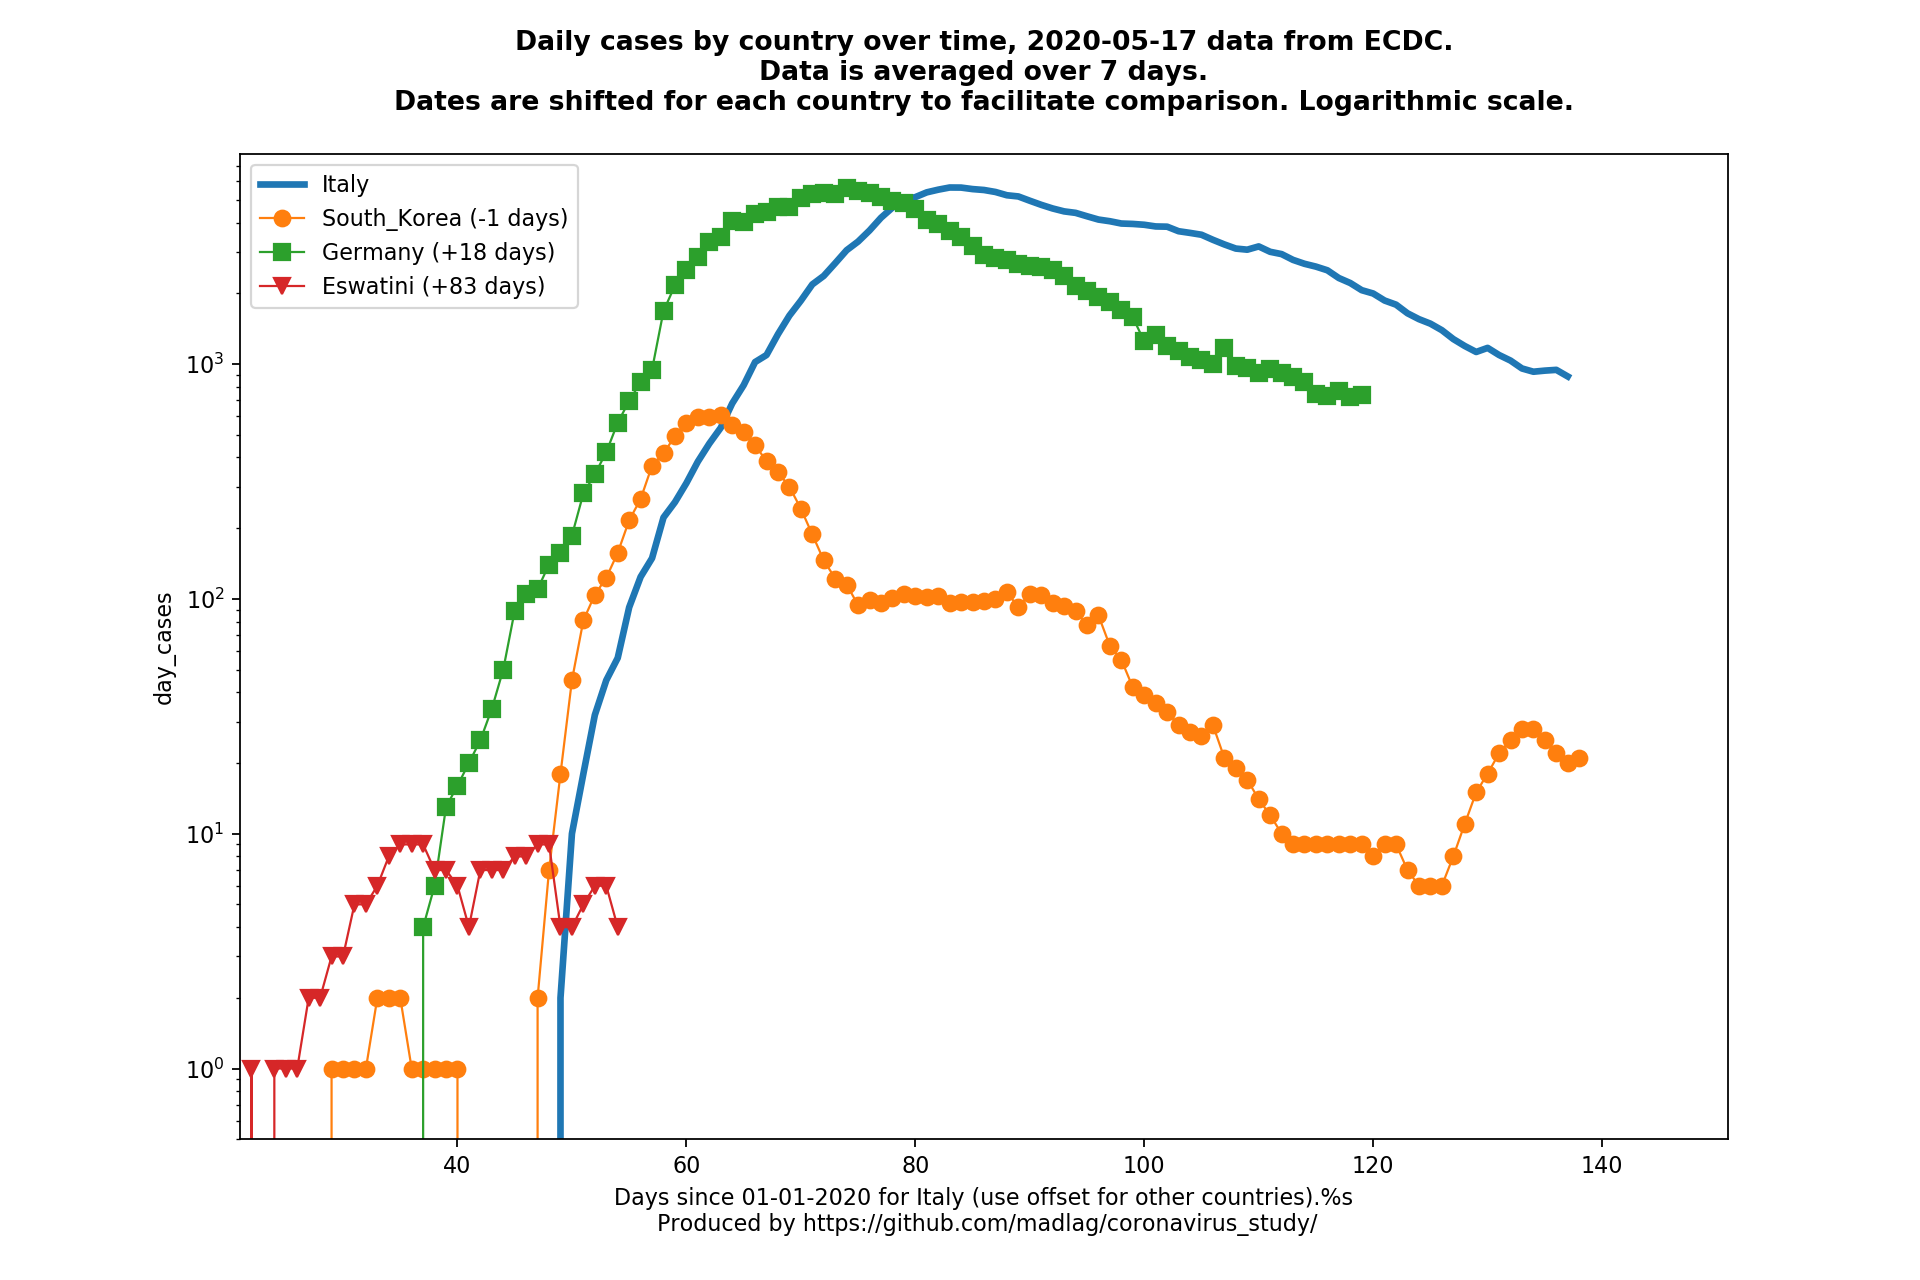 Daily cases by country over time, 2020-05-17 data from ECDC.
Data is averaged over 7 days.
Dates are shifted for each country to facilitate comparison. Logarithmic scale.
Italy
South_Korea (-1 days)
Germany (+18 days)
Eswatini (+83 days)
day_cases
10³
10²
10¹
10⁰
40 60 80 100 120 140
Days since 01-01-2020 for Italy (use offset for other countries).%s
Produced by https://github.com/madlag/coronavirus_study/